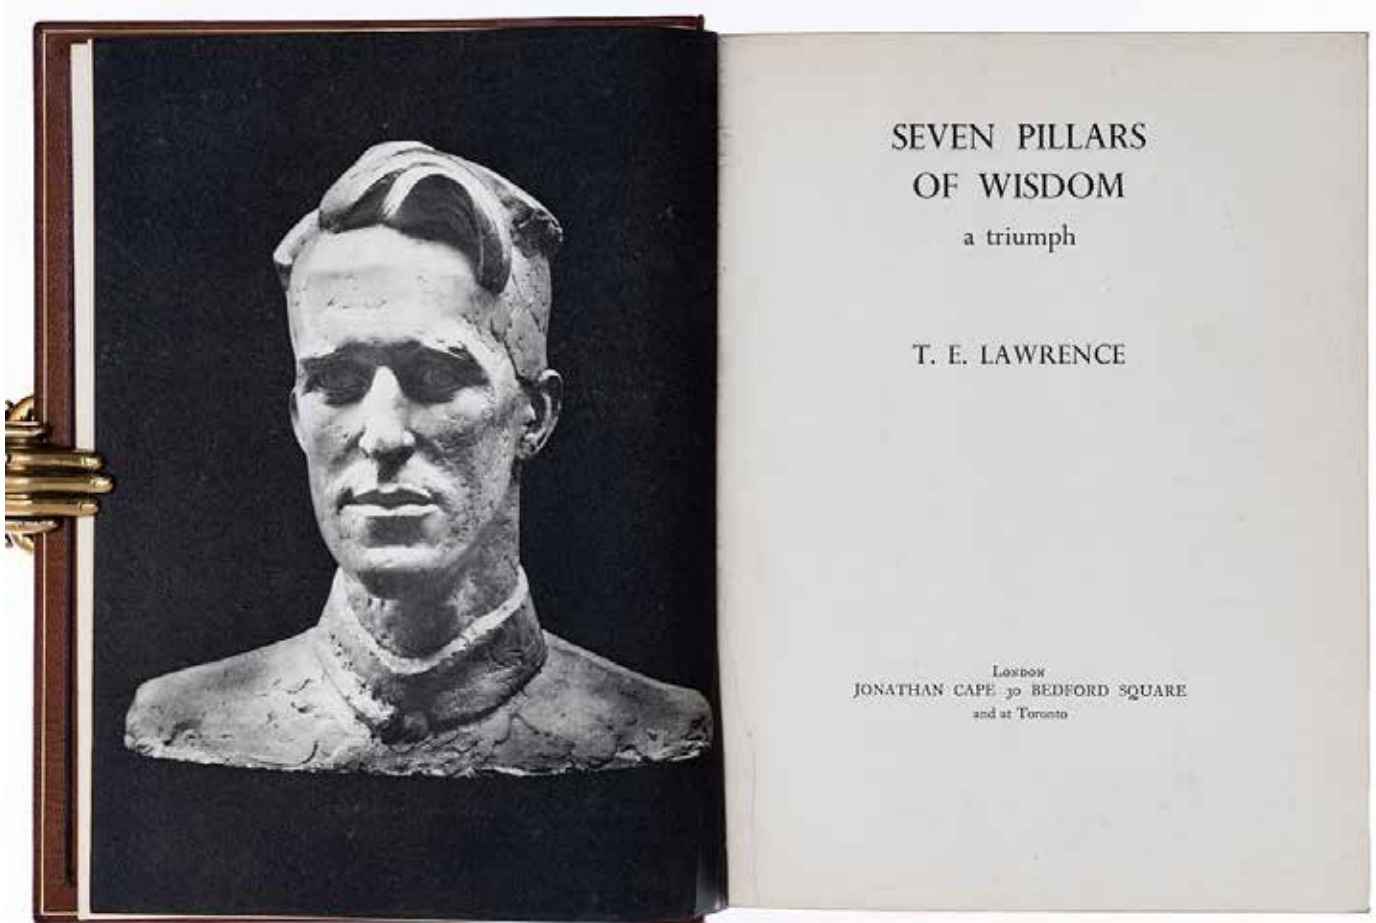 SEVEN PILLARS
OF WISDOM
a triumph
T. E. LAWRENCE
LONDON
JONATHAN CAPE 30 BEDFORD SQUARE
and at Toronto